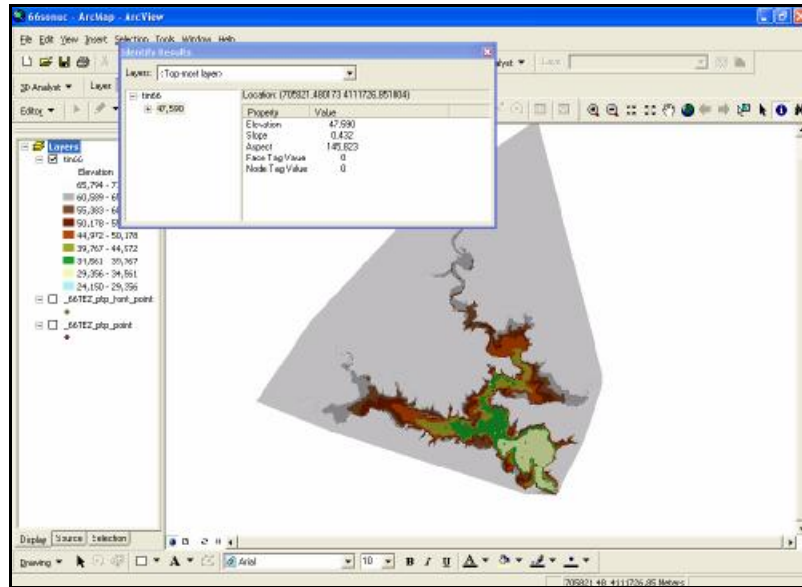 66sonuc - ArcMap - ArcView
File Edit View Insert Selection Tools Window Help
Identify Results
Layers: <Top-most layer>
tin66
47,590
Location: (705821.480173 4111726.851804)
Property Value
Elevation 47,590
Slope 0,432
Aspect 145,823
Face Tag Value 0
Node Tag Value 0
3D Analyst Layer
Editor
Layers
tin66
Elevation
65,794 - 7
60,589 - 6
55,383 - 6
50,178 - 5
44,972 - 50,178
39,767 - 44,972
34,561 - 39,767
29,356 - 34,561
24,150 - 29,356
_66TEZ_ptp_hont_point
_66TEZ_ptp_point
Display Source Selection
Drawing A Arial 10 B I U A
705821,48 4111726,85 Meters